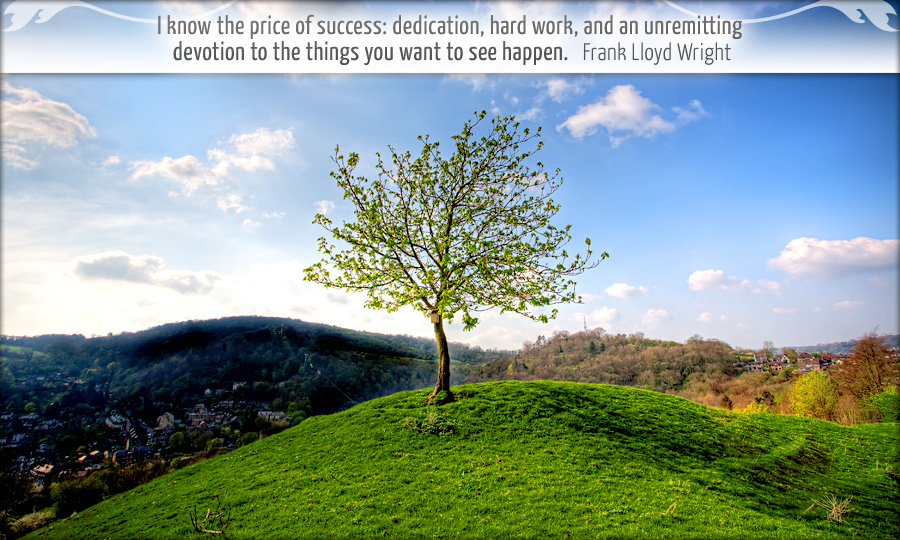 I know the price of success: dedication, hard work, and an unremitting
devotion to the things you want to see happen. Frank Lloyd Wright